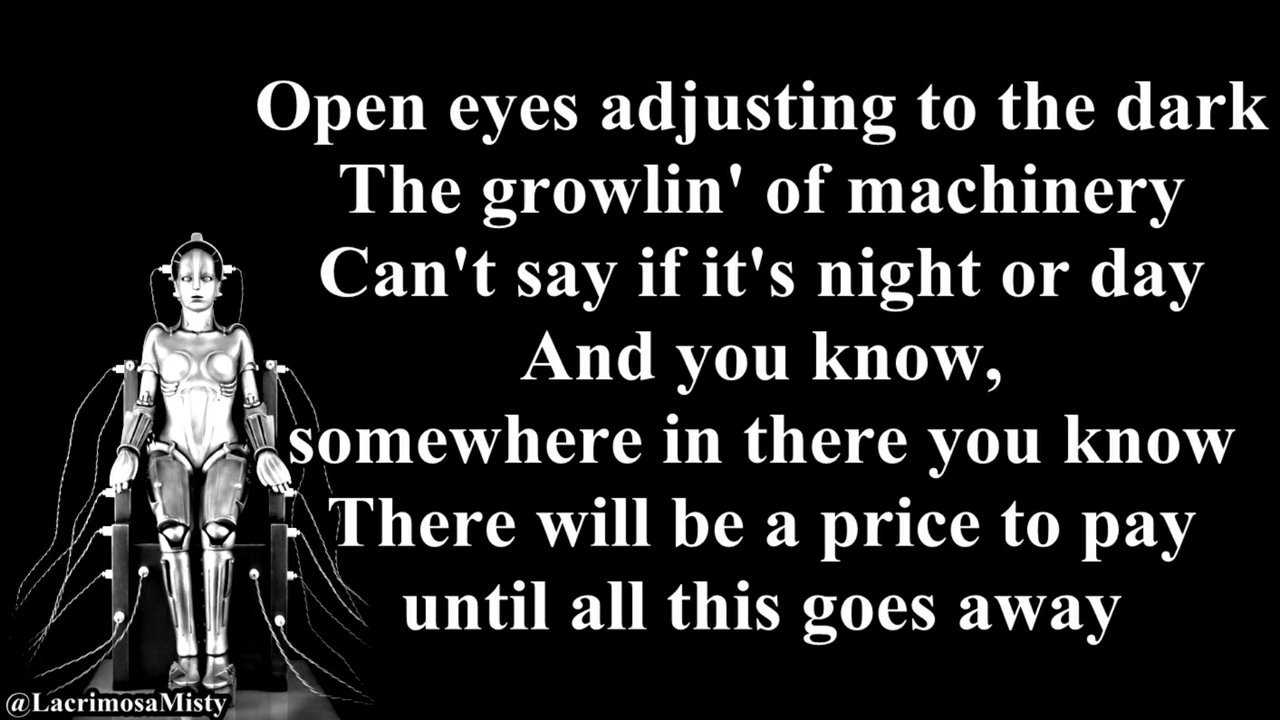 Open eyes adjusting to the dark
The growlin' of machinery
Can't say if it's night or day
And you know,
somewhere in there you know
There will be a price to pay
until all this goes away
@LacrimosaMisty